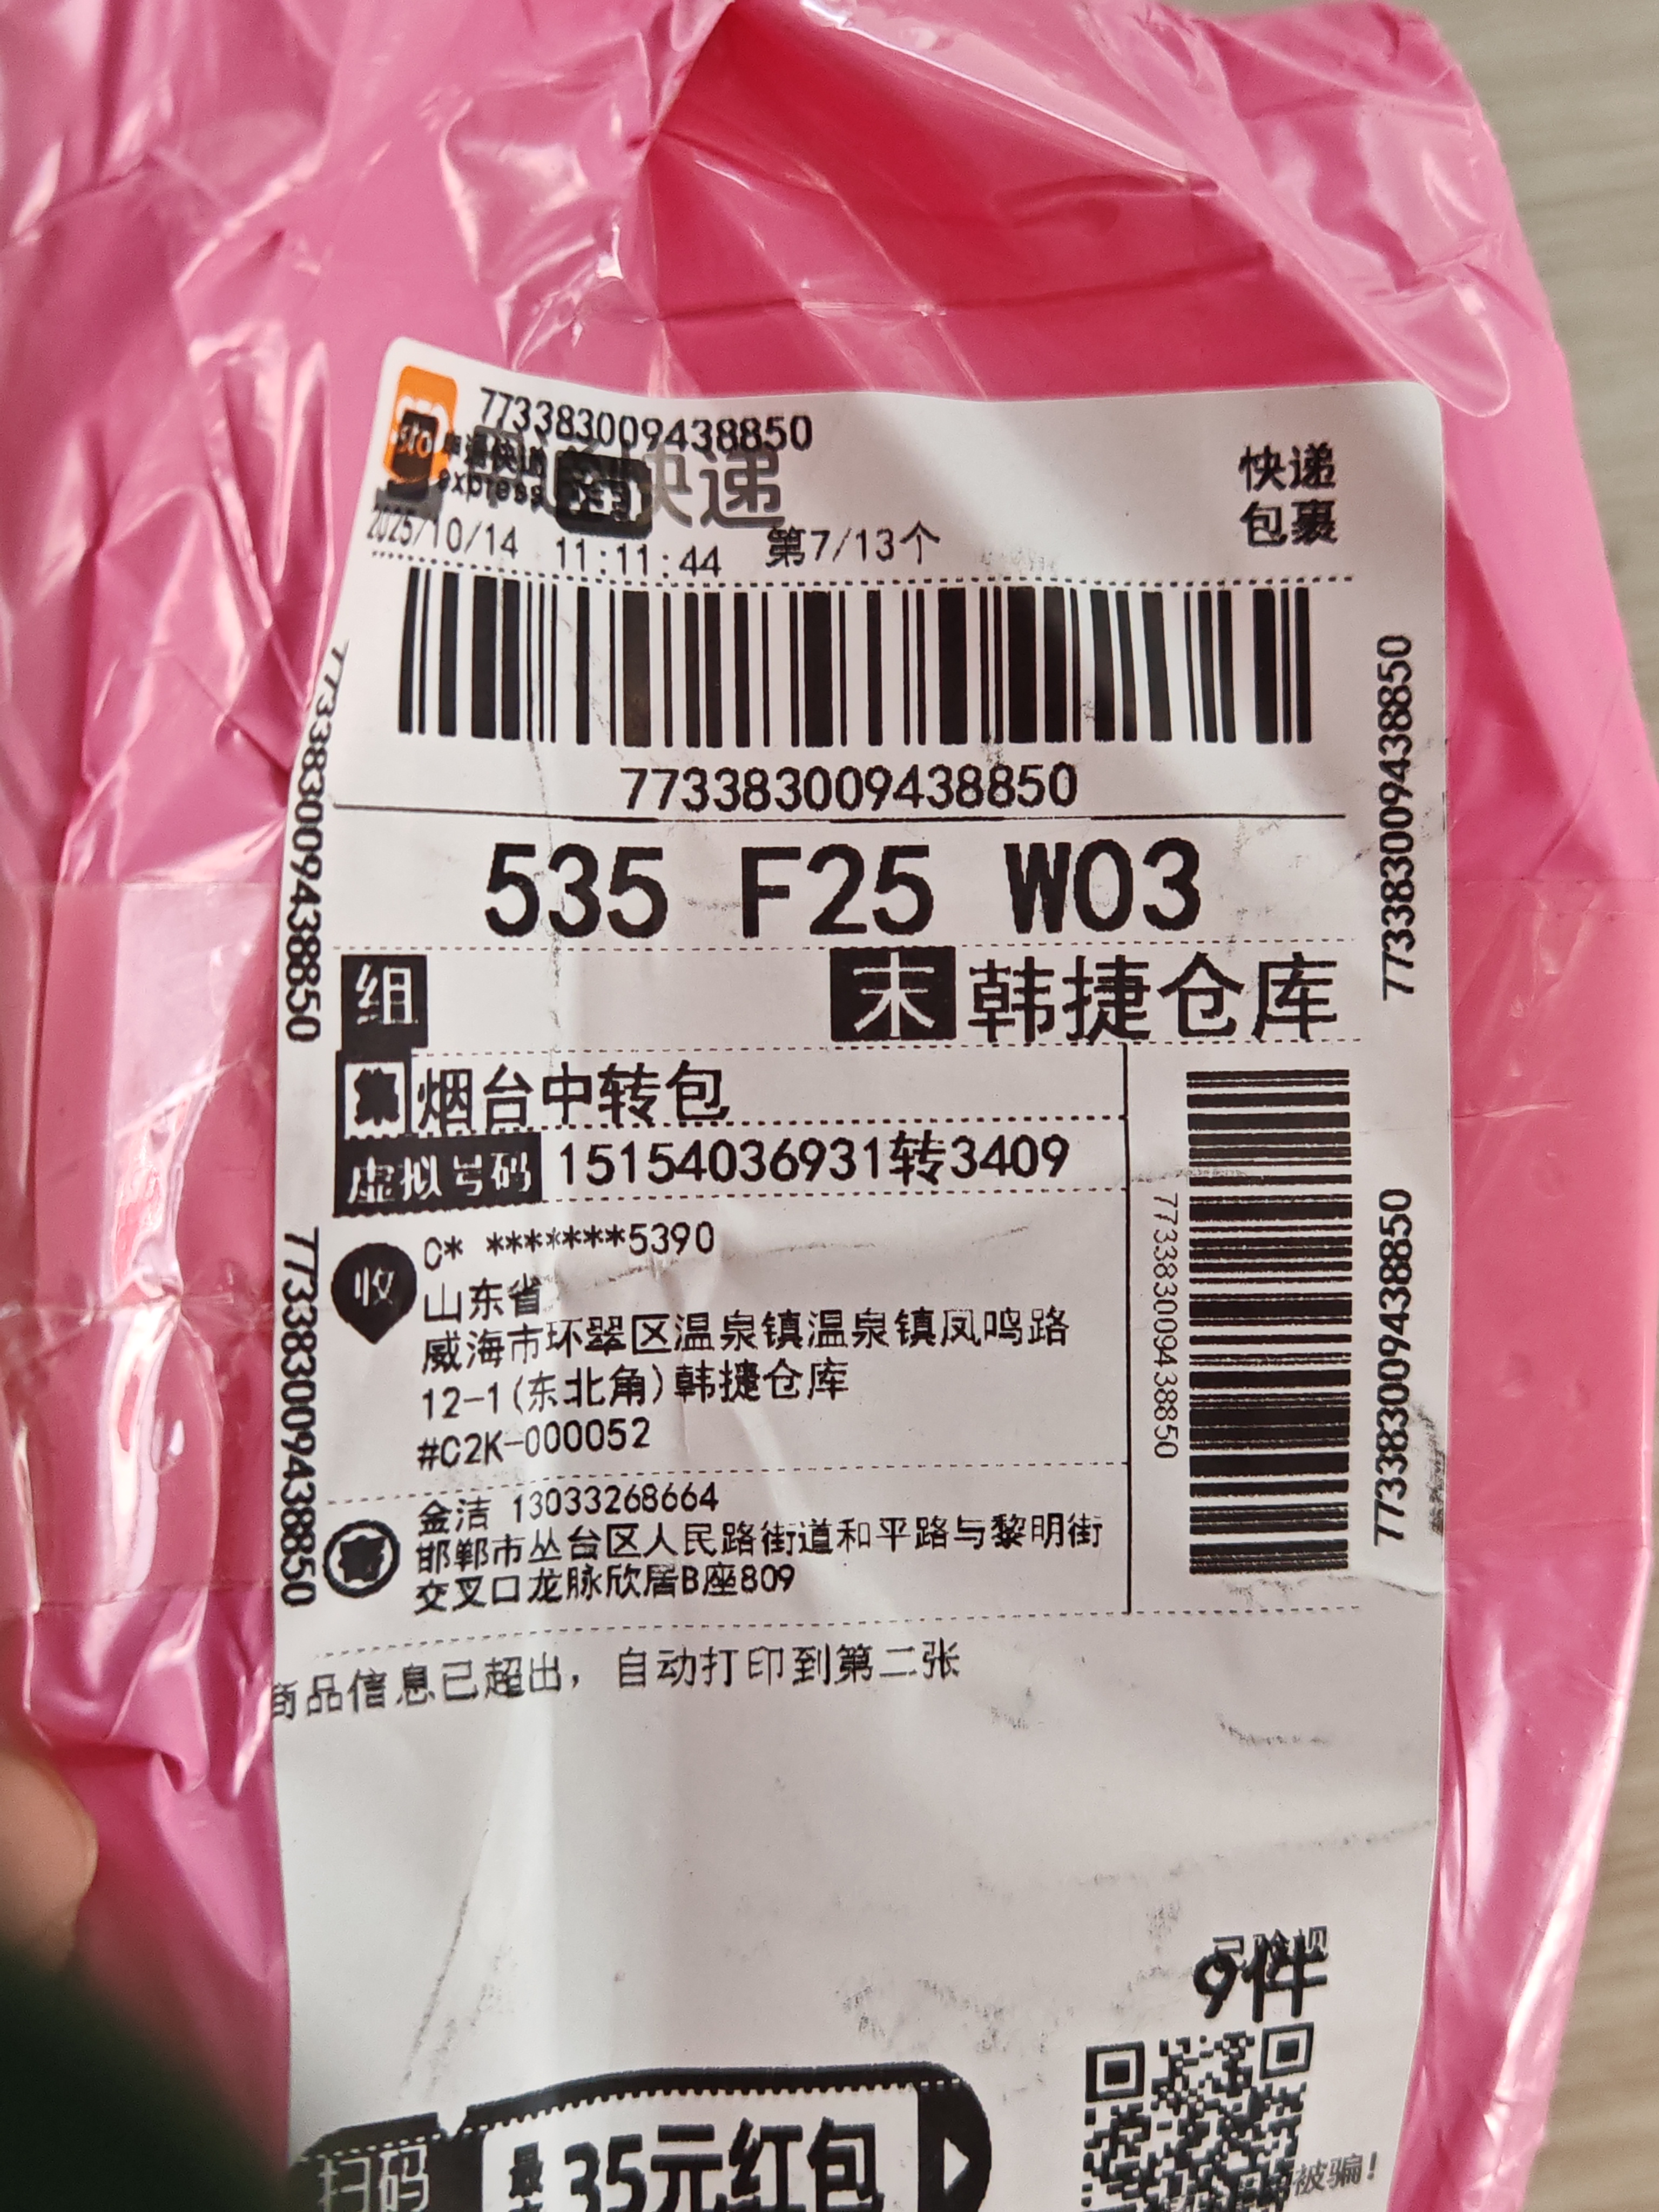 773383009438850
express
快递
2025/10/14 11:11:44 第7/13个
快递
包裹
773383009438850
535 F25 W03
组
末 韩捷仓库
集 烟台中转包
虚拟号码 15154036931转3409
收
C* *******5390
山东省
威海市环翠区温泉镇温泉镇凤鸣路
12-1(东北角)韩捷仓库
#C2K-000052
金洁 13033268664
邯郸市丛台区人民路街道和平路与黎明街
交叉口龙脉欣居B座809
773383009438850
773383009438850
773383009438850
773383009438850
773383009438850
商品信息已超出，自动打印到第二张
9件
扫码
最
35元红包
被骗!